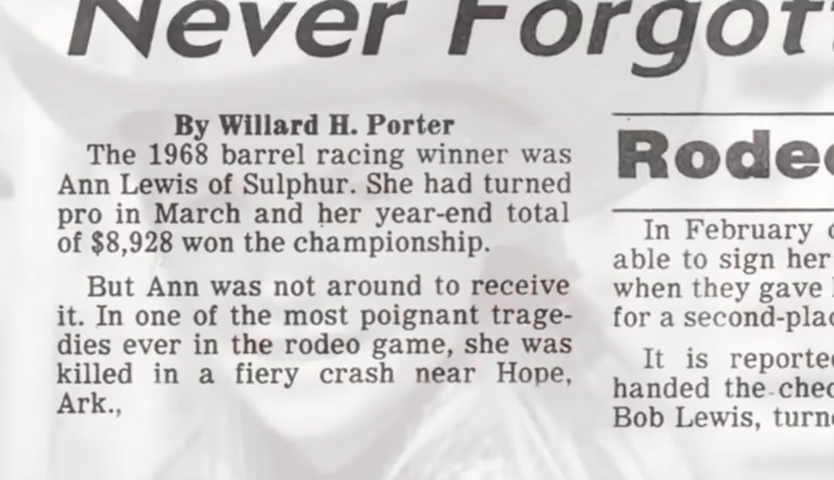 Never Forgott
By Willard H. Porter
The 1968 barrel racing winner was
Ann Lewis of Sulphur. She had turned
pro in March and her year-end total
of $8,928 won the championship.
But Ann was not around to receive
it. In one of the most poignant trage-
dies ever in the rodeo game, she was
killed in a fiery crash near Hope,
Ark.,
Rodeo
In February
able to sign her
when they gave
for a second-plac
It is reporte
handed the chec
Bob Lewis, turn